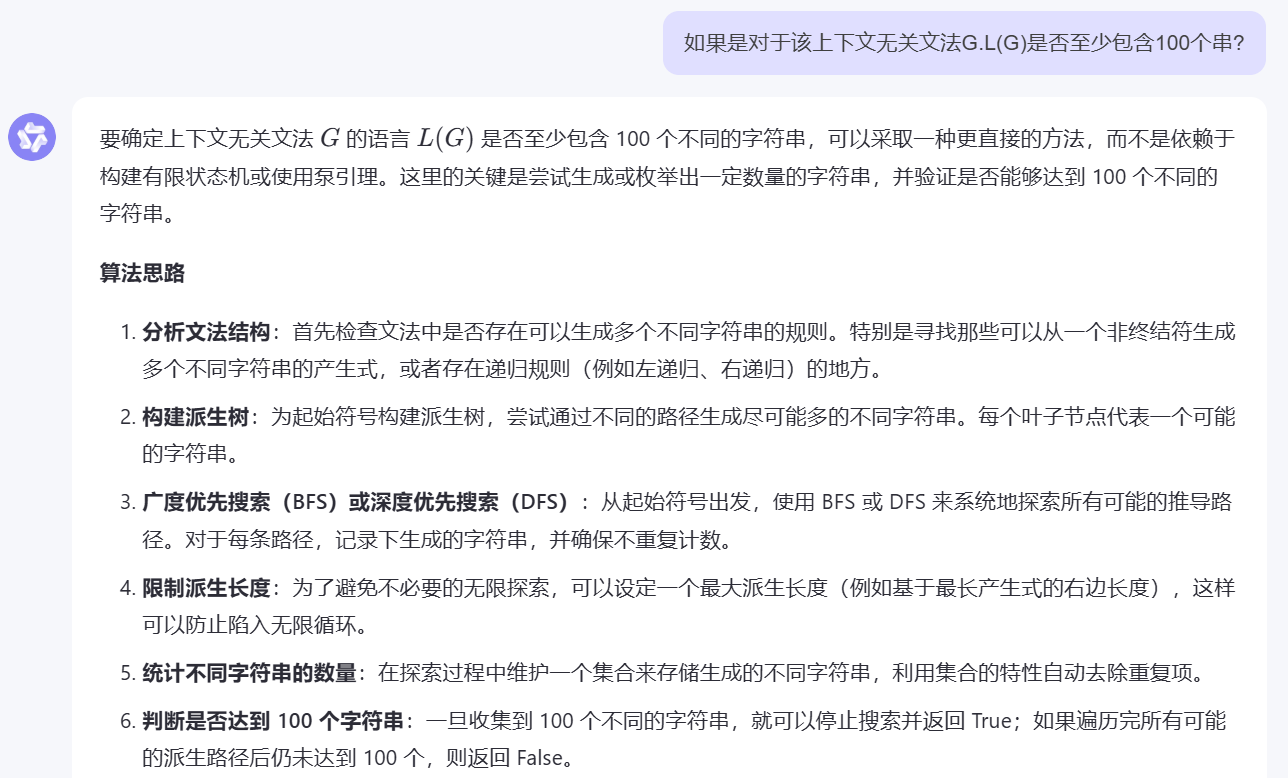 如果是对于该上下文无关文法G.L(G)是否至少包含100个串?
要确定上下文无关文法 G 的语言 L(G) 是否至少包含 100 个不同的字符串，可以采取一种更直接的方法，而不是依赖于
构建有限状态机或使用泵引理。这里的关键是尝试生成或枚举出一定数量的字符串，并验证是否能够达到 100 个不同的
字符串。
算法思路
1. 分析文法结构：首先检查文法中是否存在可以生成多个不同字符串的规则。特别是寻找那些可以从一个非终结符生成
多个不同字符串的产生式，或者存在递归规则（例如左递归、右递归）的地方。
2. 构建派生树：为起始符号构建派生树，尝试通过不同的路径生成尽可能多的不同字符串。每个叶子节点代表一个可能
的字符串。
3. 广度优先搜索（BFS）或深度优先搜索（DFS）：从起始符号出发，使用 BFS 或 DFS 来系统地探索所有可能的推导路
径。对于每条路径，记录下生成的字符串，并确保不重复计数。
4. 限制派生长度：为了避免不必要的无限探索，可以设定一个最大派生长度（例如基于最长产生式的右边长度），这样
可以防止陷入无限循环。
5. 统计不同字符串的数量：在探索过程中维护一个集合来存储生成的不同字符串，利用集合的特性自动去除重复项。
6. 判断是否达到 100 个字符串：一旦收集到 100 个不同的字符串，就可以停止搜索并返回 True；如果遍历完所有可能
的派生路径后仍未达到 100 个，则返回 False。